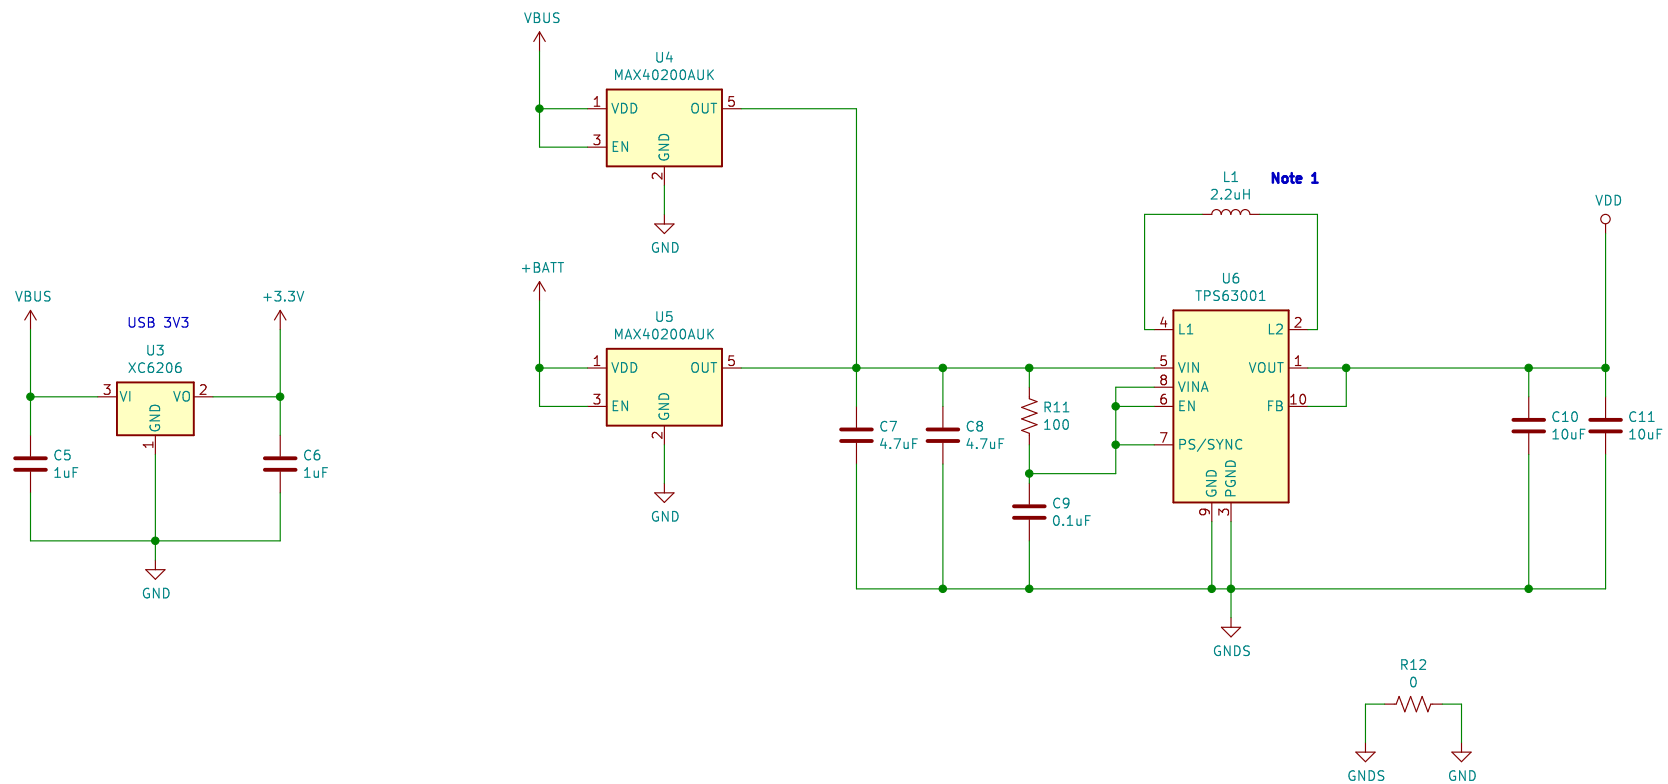 VBUS
U4
MAX40200AUK
1 VDD OUT 5
3 EN
GND
2
GND
L1 Note 1
2.2uH
VDD
+BATT
U5
MAX40200AUK
1 VDD OUT 5
3 EN
GND
2
GND
VBUS
+3.3V
USB 3V3
U3
XC6206
3 VI VO 2
GND
1
C5
1uF
C6
1uF
GND
U6
TPS63001
4 L1 L2 2
5 VIN VOUT 1
8 VINA
6 EN FB 10
7 PS/SYNC
GND PGND
9 3
C7
4.7uF
C8
4.7uF
R11
100
C9
0.1uF
C10
10uF
C11
10uF
GNDS
R12
0
GNDS
GND